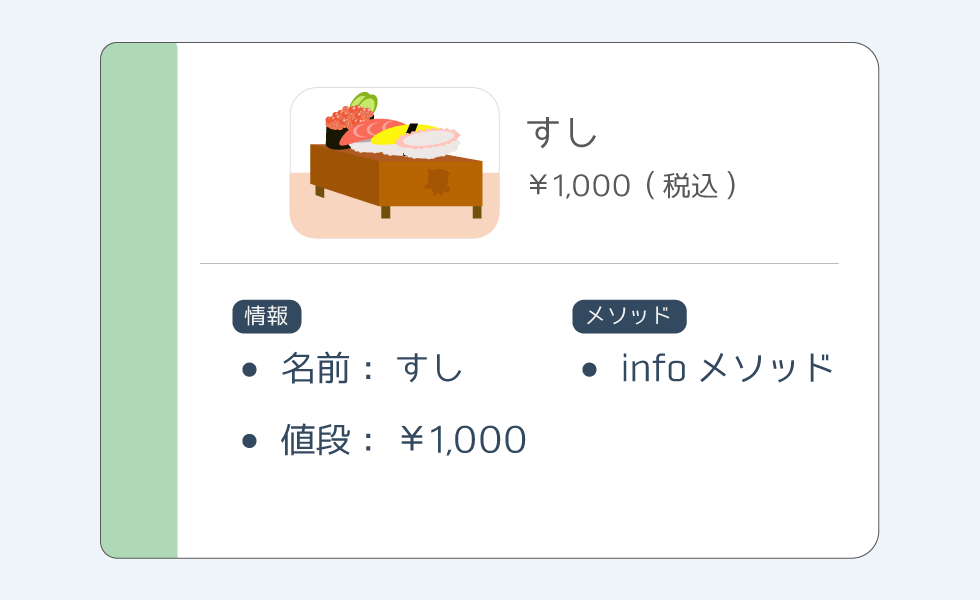 すし
¥1,000 ( 税込 )
情報
メソッド
• 名前： すし
• info メソッド
• 値段： ¥1,000